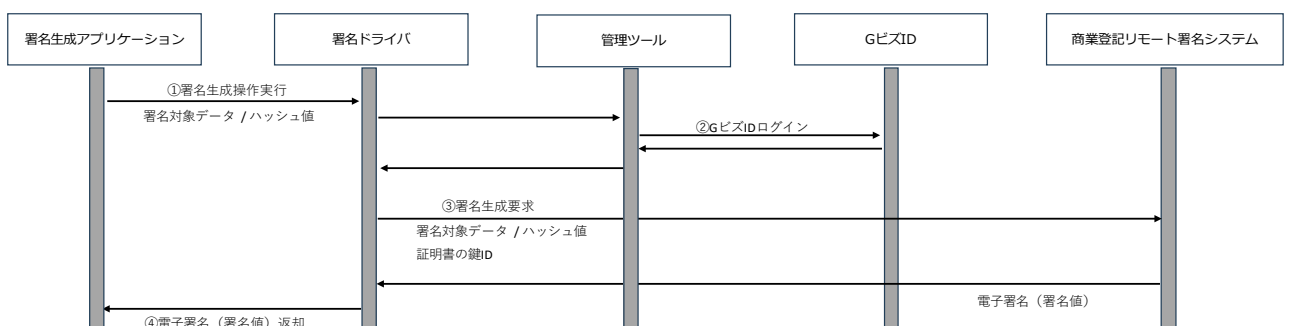 署名生成アプリケーション
署名ドライバ
管理ツール
GビズID
商業登記リモート署名システム
①署名生成操作実行
署名対象データ / ハッシュ値
②GビズIDログイン
③署名生成要求
署名対象データ / ハッシュ値
証明書の鍵ID
電子署名（署名値）
④電子署名（署名値）返却